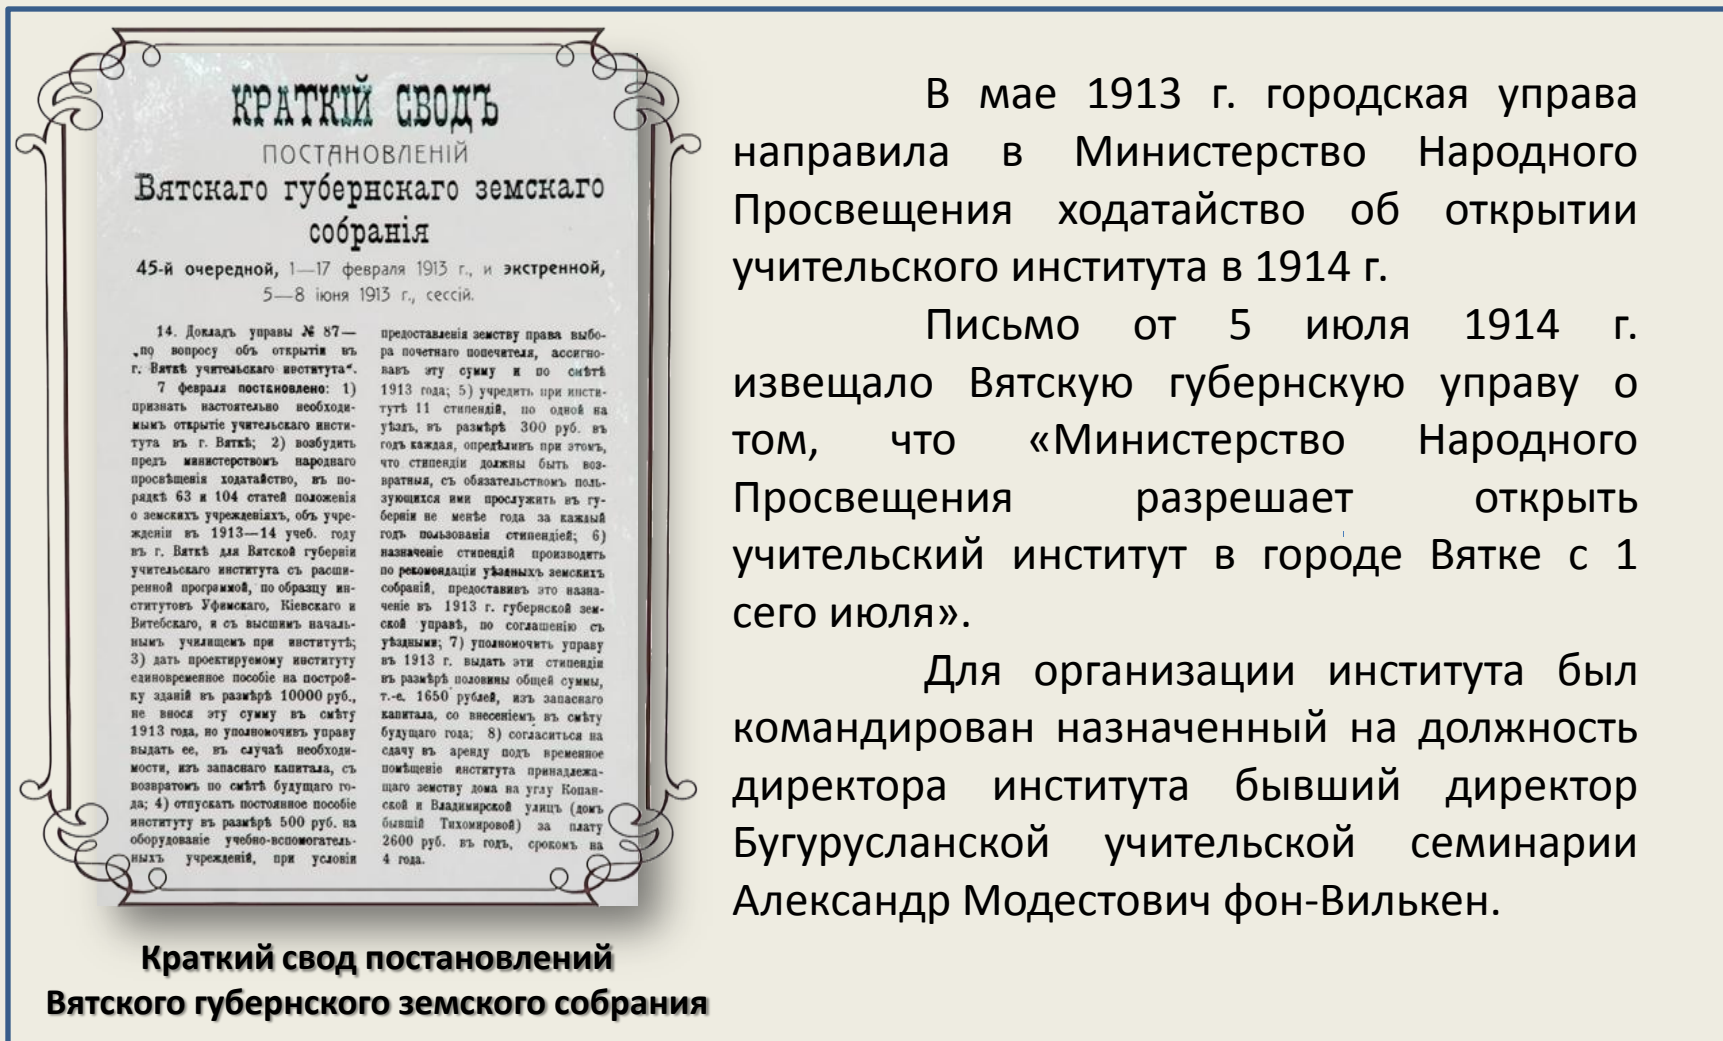 КРАТКІЙ СВОДЪ
ПОСТАНОВЛЕНІЙ
Вятскаго губернскаго земскаго
собранія
45-й очередной, 1—17 февраля 1913 г., и экстренной,
5—8 іюня 1913 г., сессій.
14. Докладъ управы № 87—
„по вопросу объ открытіи въ
г. Вяткѣ учительскаго института“.
7 февраля постановлено: 1)
признать настоятельно необходи-
мымъ открытіе учительскаго инсти-
тута въ г. Вяткѣ; 2) возбудить
предъ министерствомъ народнаго
просвѣщенія ходатайство, въ по-
рядкѣ 63 и 104 статей положенія
о земскихъ учрежденіяхъ, объ учре-
жденіи въ 1913—14 учеб. году
въ г. Вяткѣ для Вятской губерніи
учительскаго института съ расши-
ренной программой, по образцу ин-
ститутовъ Уфимскаго, Кіевскаго и
Витебскаго, и съ высшимъ началь-
нымъ училищемъ при институтѣ;
3) дать проектируемому институту
единовременное пособіе на построй-
ку зданій въ размѣрѣ 10000 руб.,
не внося эту сумму въ смѣту
1913 года, но уполномочивъ управу
выдать ее, въ случаѣ необходи-
мости, изъ запаснаго капитала, съ
возвратомъ по смѣтѣ будущаго го-
да; 4) отпускать постоянное пособіе
институту въ размѣрѣ 500 руб. на
оборудованіе учебно-вспомогатель-
ныхъ учрежденій, при условіи
предоставленія земству права выбо-
ра почетнаго попечителя, ассигно-
вавъ эту сумму и по смѣтѣ
1913 года; 5) учредить при инсти-
тутѣ 11 стипендій, по одной на
уѣздъ, въ размѣрѣ 300 руб. въ
годъ каждая, опредѣливъ при этомъ,
что стипендіи должны быть воз-
вратныя, съ обязательствомъ поль-
зующихся ими прослужить въ гу-
берніи не менѣе года за каждый
годъ пользованія стипендіей; 6)
назначеніе стипендій производить
по рекомендаціи уѣздныхъ земскихъ
собраній, предоставивъ это назна-
ченіе въ 1913 г. губернской зем-
ской управѣ, по соглашенію съ
уѣздными; 7) уполномочить управу
въ 1913 г. выдать эти стипендіи
въ размѣрѣ половины общей суммы,
т.-е. 1650 рублей, изъ запаснаго
капитала, со внесеніемъ въ смѣту
будущаго года; 8) согласиться на
сдачу въ аренду подъ временное
помѣщеніе института принадлежа-
щаго земству дома на углу Копан-
ской и Владимирской улицъ (домъ
бывшій Тихомировой) за плату
2600 руб. въ годъ, срокомъ на
4 года.
Краткий свод постановлений
Вятского губернского земского собрания
В мае 1913 г. городская управа
направила в Министерство Народного
Просвещения ходатайство об открытии
учительского института в 1914 г.
Письмо от 5 июля 1914 г.
извещало Вятскую губернскую управу о
том, что «Министерство Народного
Просвещения разрешает открыть
учительский институт в городе Вятке с 1
сего июля».
Для организации института был
командирован назначенный на должность
директора института бывший директор
Бугурусланской учительской семинарии
Александр Модестович фон-Вилькен.